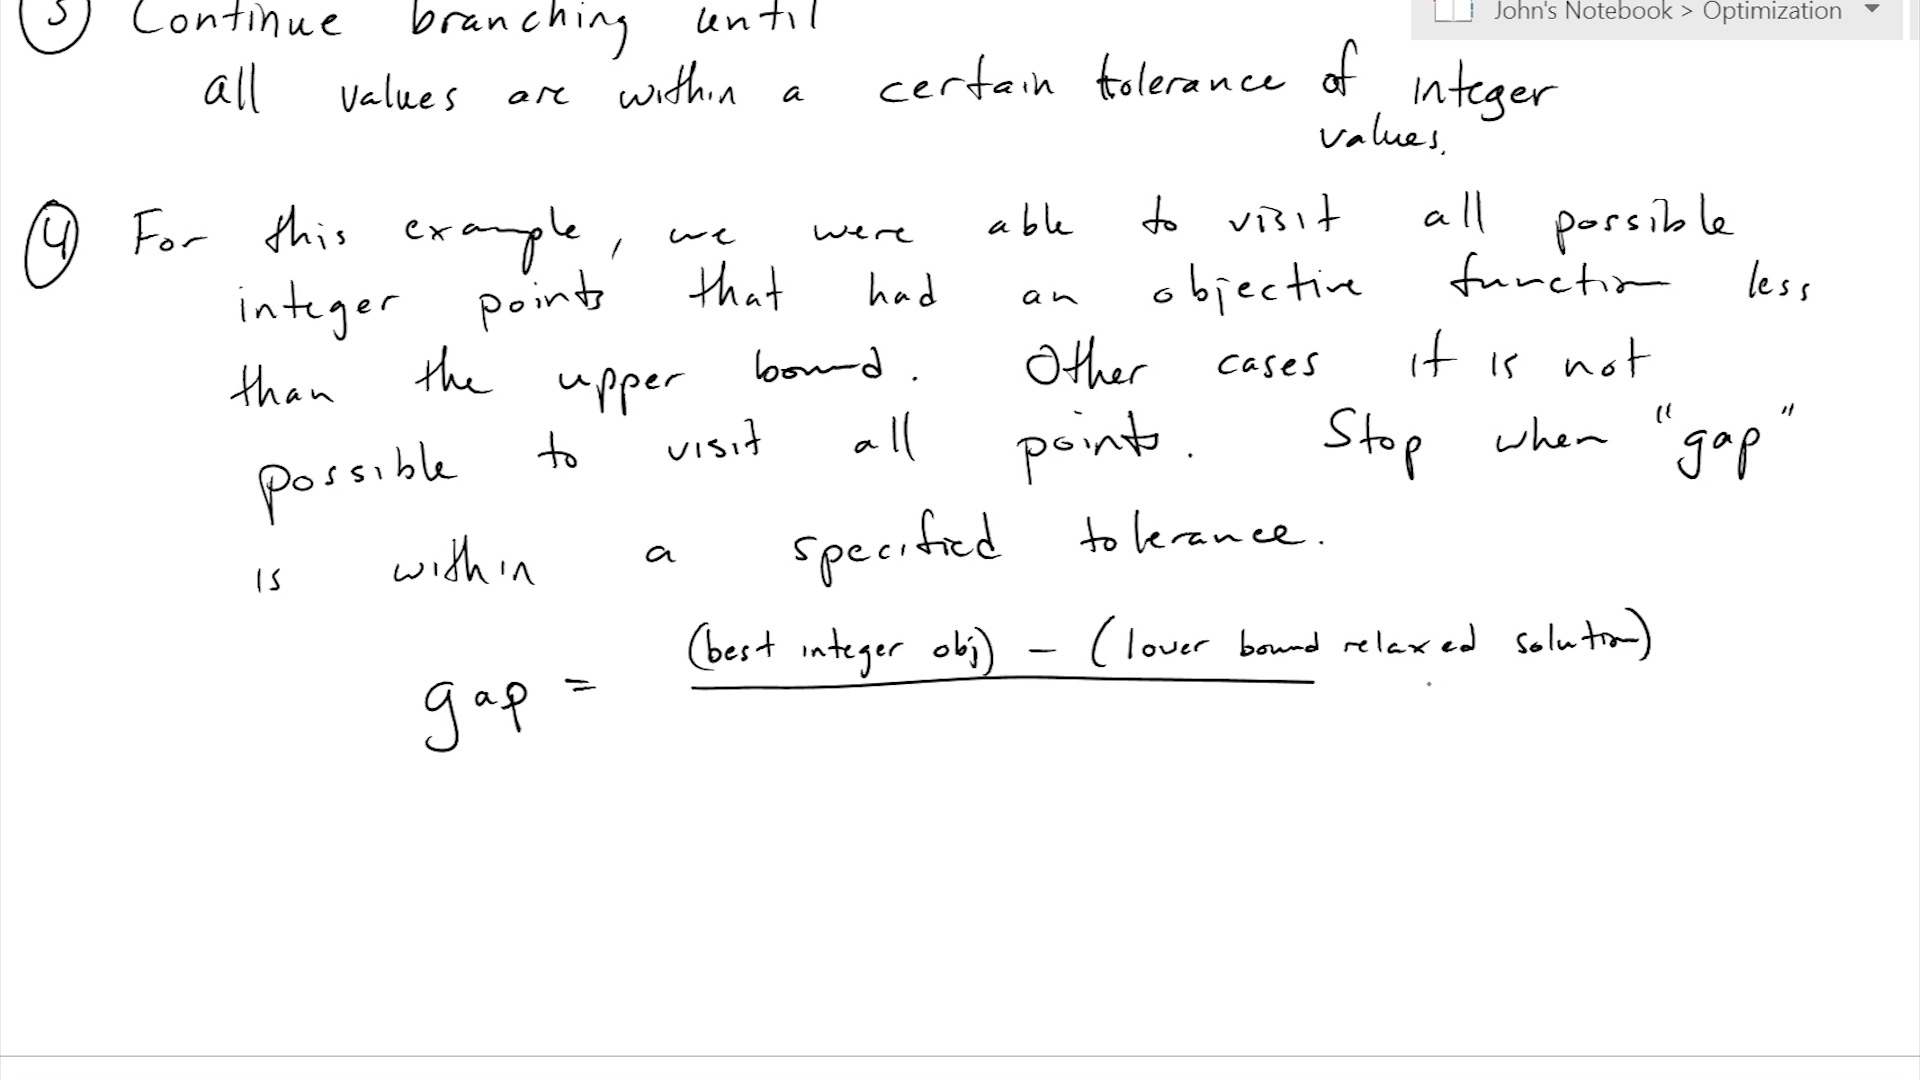 John's Notebook > Optimization
③ Continue branching until
all values are within a certain tolerance of integer
values.
④ For this example, we were able to visit all possible
integer points that had an objective function less
than the upper bound. Other cases it is not
possible to visit all points. Stop when "gap"
is within a specified tolerance.
gap = (best integer obj) - (lower bound relaxed solution)